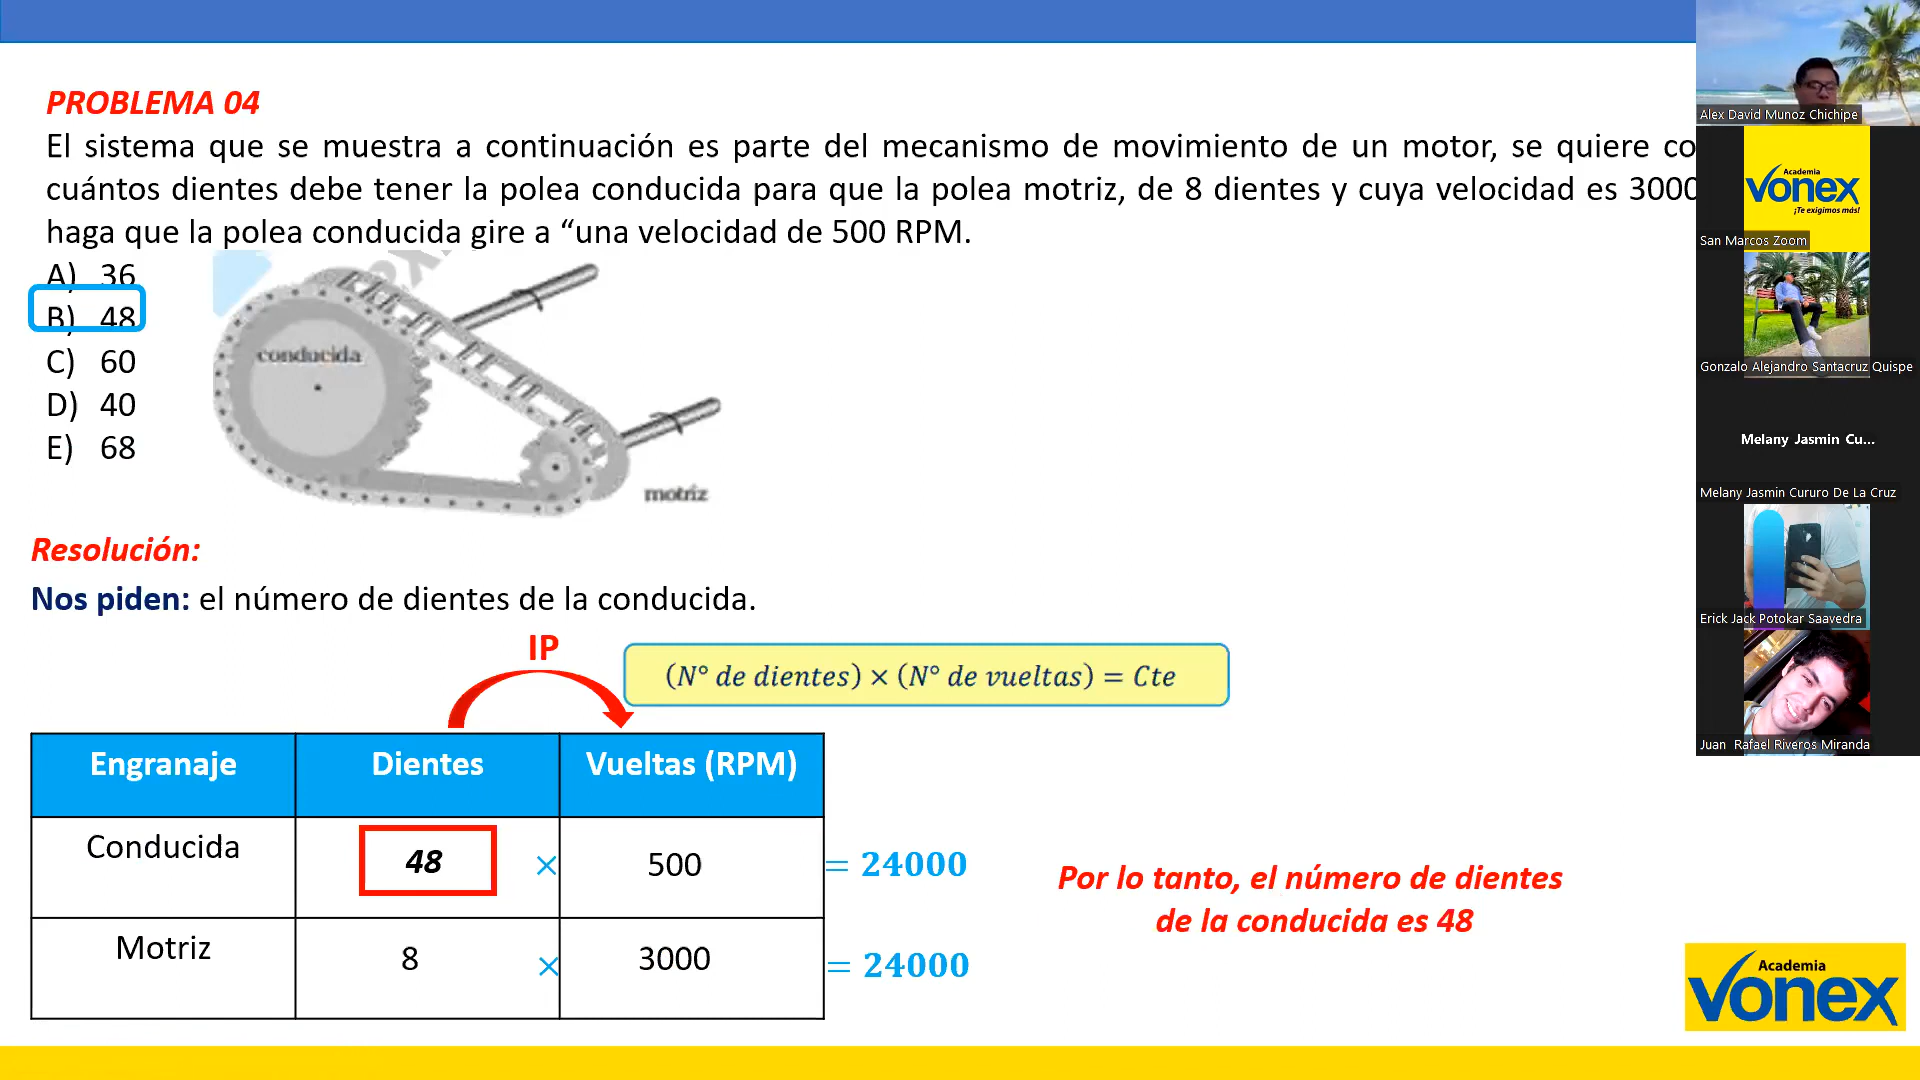 PROBLEMA 04
El sistema que se muestra a continuación es parte del mecanismo de movimiento de un motor, se quiere co
cuántos dientes debe tener la polea conducida para que la polea motriz, de 8 dientes y cuya velocidad es 3000
haga que la polea conducida gire a “una velocidad de 500 RPM.
A) 36
B) 48
C) 60
D) 40
E) 68
conducida
motriz
Resolución:
Nos piden: el número de dientes de la conducida.
IP
(N° de dientes) × (N° de vueltas) = Cte
Engranaje Dientes Vueltas (RPM)
Conducida 48 × 500 = 24000
Motriz 8 × 3000 = 24000
Por lo tanto, el número de dientes
de la conducida es 48
Academia
Vonex
Alex David Munoz Chichipe
Academia
Vonex
¡Te exigimos más!
San Marcos Zoom
Gonzalo Alejandro Santacruz Quispe
Melany Jasmin Cu...
Melany Jasmin Cururo De La Cruz
Erick Jack Potokar Saavedra
Juan Rafael Riveros Miranda